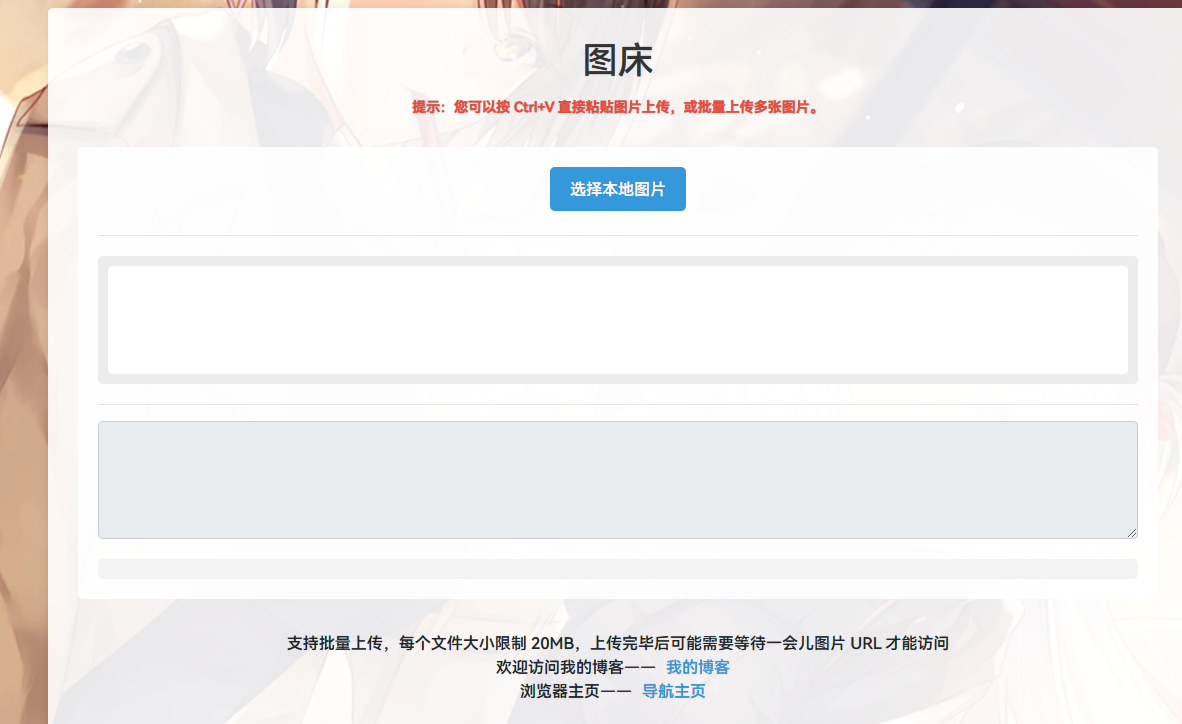 图床
提示：您可以按 Ctrl+V 直接粘贴图片上传，或批量上传多张图片。
选择本地图片
支持批量上传，每个文件大小限制 20MB，上传完毕后可能需要等待一会儿图片 URL 才能访问
欢迎访问我的博客—— 我的博客
浏览器主页—— 导航主页